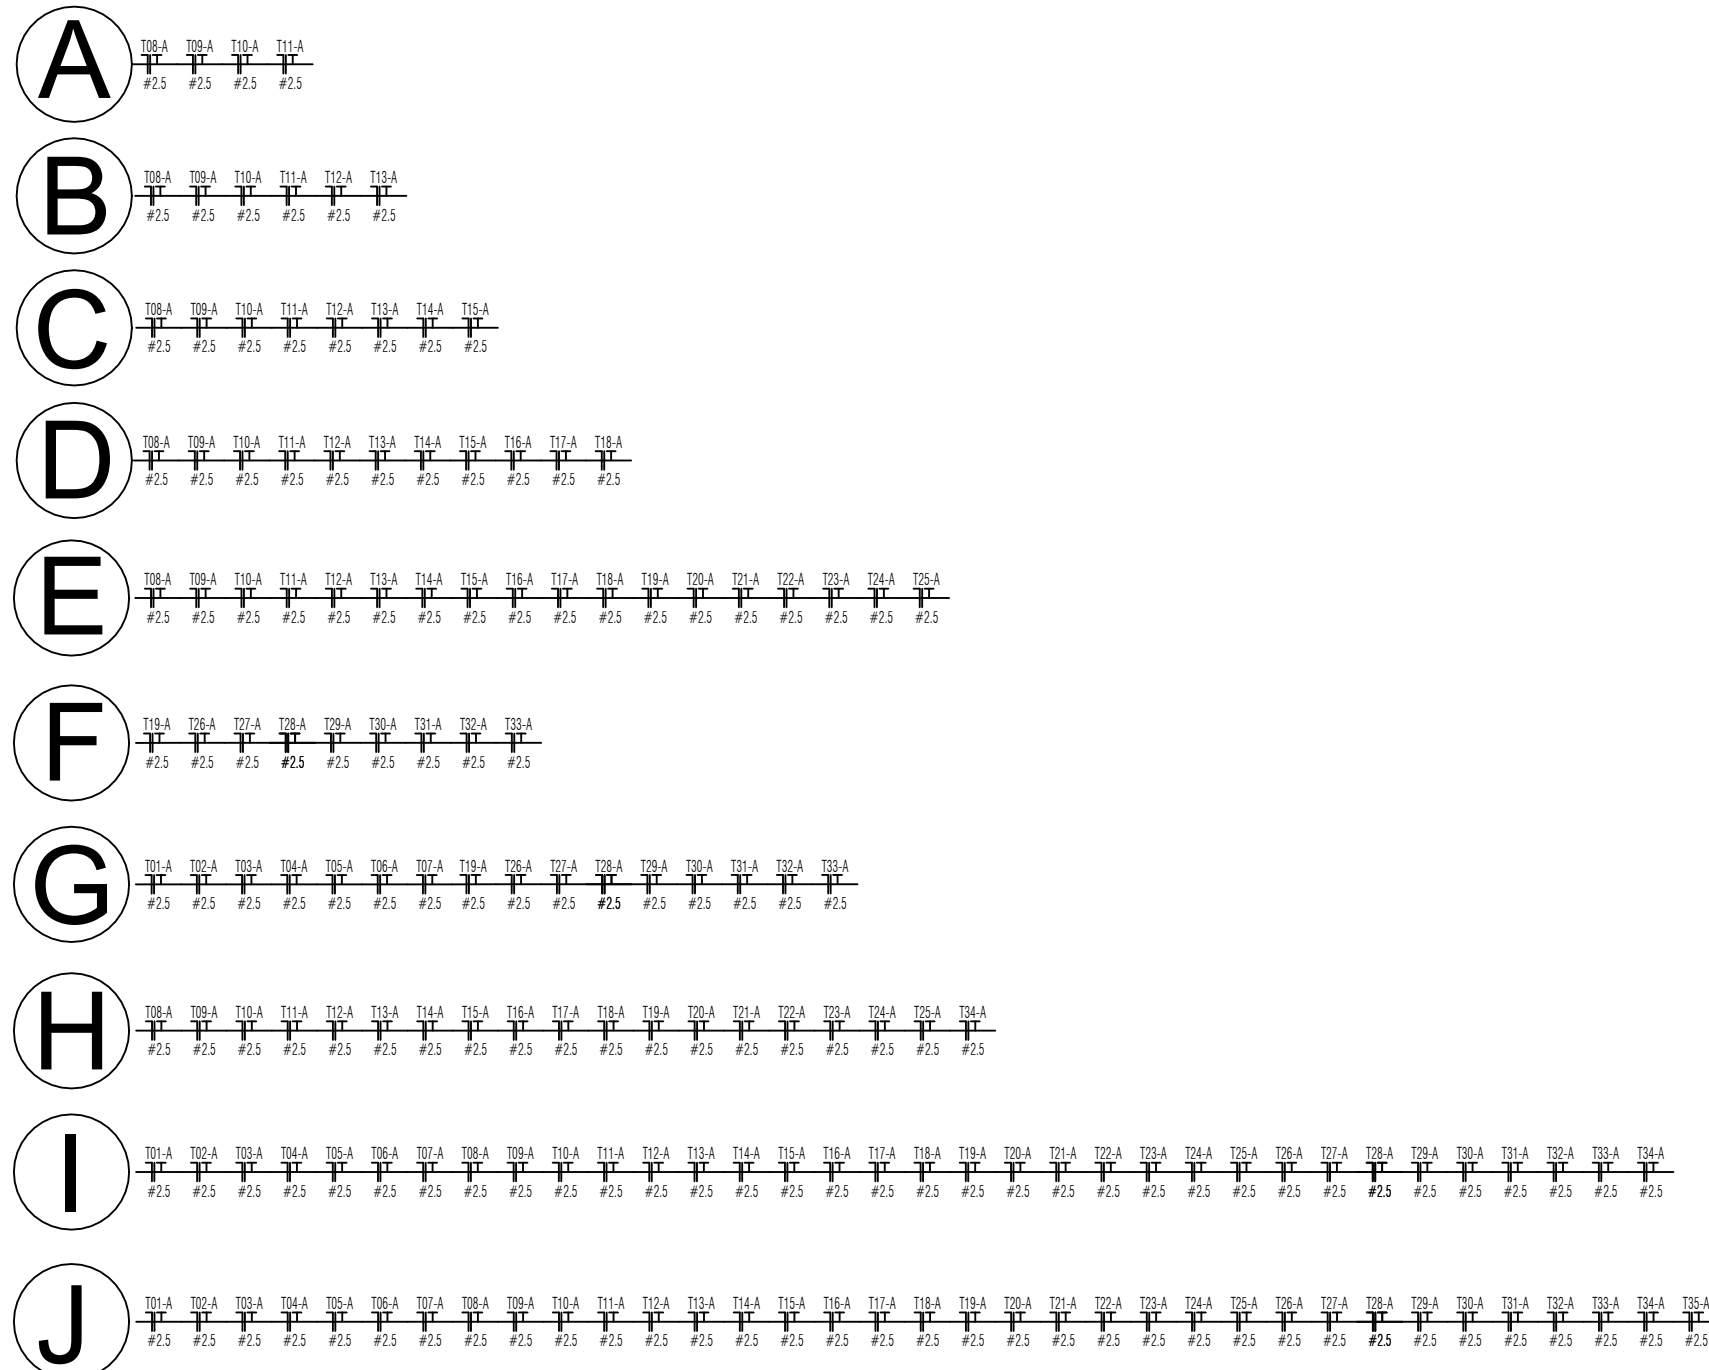 A
T08-A T09-A T10-A T11-A
#2.5 #2.5 #2.5 #2.5
B
T08-A T09-A T10-A T11-A T12-A T13-A
#2.5 #2.5 #2.5 #2.5 #2.5 #2.5
C
T08-A T09-A T10-A T11-A T12-A T13-A T14-A T15-A
#2.5 #2.5 #2.5 #2.5 #2.5 #2.5 #2.5 #2.5
D
T08-A T09-A T10-A T11-A T12-A T13-A T14-A T15-A T16-A T17-A T18-A
#2.5 #2.5 #2.5 #2.5 #2.5 #2.5 #2.5 #2.5 #2.5 #2.5 #2.5
E
T08-A T09-A T10-A T11-A T12-A T13-A T14-A T15-A T16-A T17-A T18-A T19-A T20-A T21-A T22-A T23-A T24-A T25-A
#2.5 #2.5 #2.5 #2.5 #2.5 #2.5 #2.5 #2.5 #2.5 #2.5 #2.5 #2.5 #2.5 #2.5 #2.5 #2.5 #2.5 #2.5
F
T19-A T26-A T27-A T28-A T29-A T30-A T31-A T32-A T33-A
#2.5 #2.5 #2.5 #2.5 #2.5 #2.5 #2.5 #2.5 #2.5
G
T01-A T02-A T03-A T04-A T05-A T06-A T07-A T19-A T26-A T27-A T28-A T29-A T30-A T31-A T32-A T33-A
#2.5 #2.5 #2.5 #2.5 #2.5 #2.5 #2.5 #2.5 #2.5 #2.5 #2.5 #2.5 #2.5 #2.5 #2.5 #2.5
H
T08-A T09-A T10-A T11-A T12-A T13-A T14-A T15-A T16-A T17-A T18-A T19-A T20-A T21-A T22-A T23-A T24-A T25-A T34-A
#2.5 #2.5 #2.5 #2.5 #2.5 #2.5 #2.5 #2.5 #2.5 #2.5 #2.5 #2.5 #2.5 #2.5 #2.5 #2.5 #2.5 #2.5 #2.5
I
T01-A T02-A T03-A T04-A T05-A T06-A T07-A T08-A T09-A T10-A T11-A T12-A T13-A T14-A T15-A T16-A T17-A T18-A T19-A T20-A T21-A T22-A T23-A T24-A T25-A T26-A T27-A T28-A T29-A T30-A T31-A T32-A T33-A T34-A
#2.5 #2.5 #2.5 #2.5 #2.5 #2.5 #2.5 #2.5 #2.5 #2.5 #2.5 #2.5 #2.5 #2.5 #2.5 #2.5 #2.5 #2.5 #2.5 #2.5 #2.5 #2.5 #2.5 #2.5 #2.5 #2.5 #2.5 #2.5 #2.5 #2.5 #2.5 #2.5 #2.5 #2.5
J
T01-A T02-A T03-A T04-A T05-A T06-A T07-A T08-A T09-A T10-A T11-A T12-A T13-A T14-A T15-A T16-A T17-A T18-A T19-A T20-A T21-A T22-A T23-A T24-A T25-A T26-A T27-A T28-A T29-A T30-A T31-A T32-A T33-A T34-A T35-A
#2.5 #2.5 #2.5 #2.5 #2.5 #2.5 #2.5 #2.5 #2.5 #2.5 #2.5 #2.5 #2.5 #2.5 #2.5 #2.5 #2.5 #2.5 #2.5 #2.5 #2.5 #2.5 #2.5 #2.5 #2.5 #2.5 #2.5 #2.5 #2.5 #2.5 #2.5 #2.5 #2.5 #2.5 #2.5